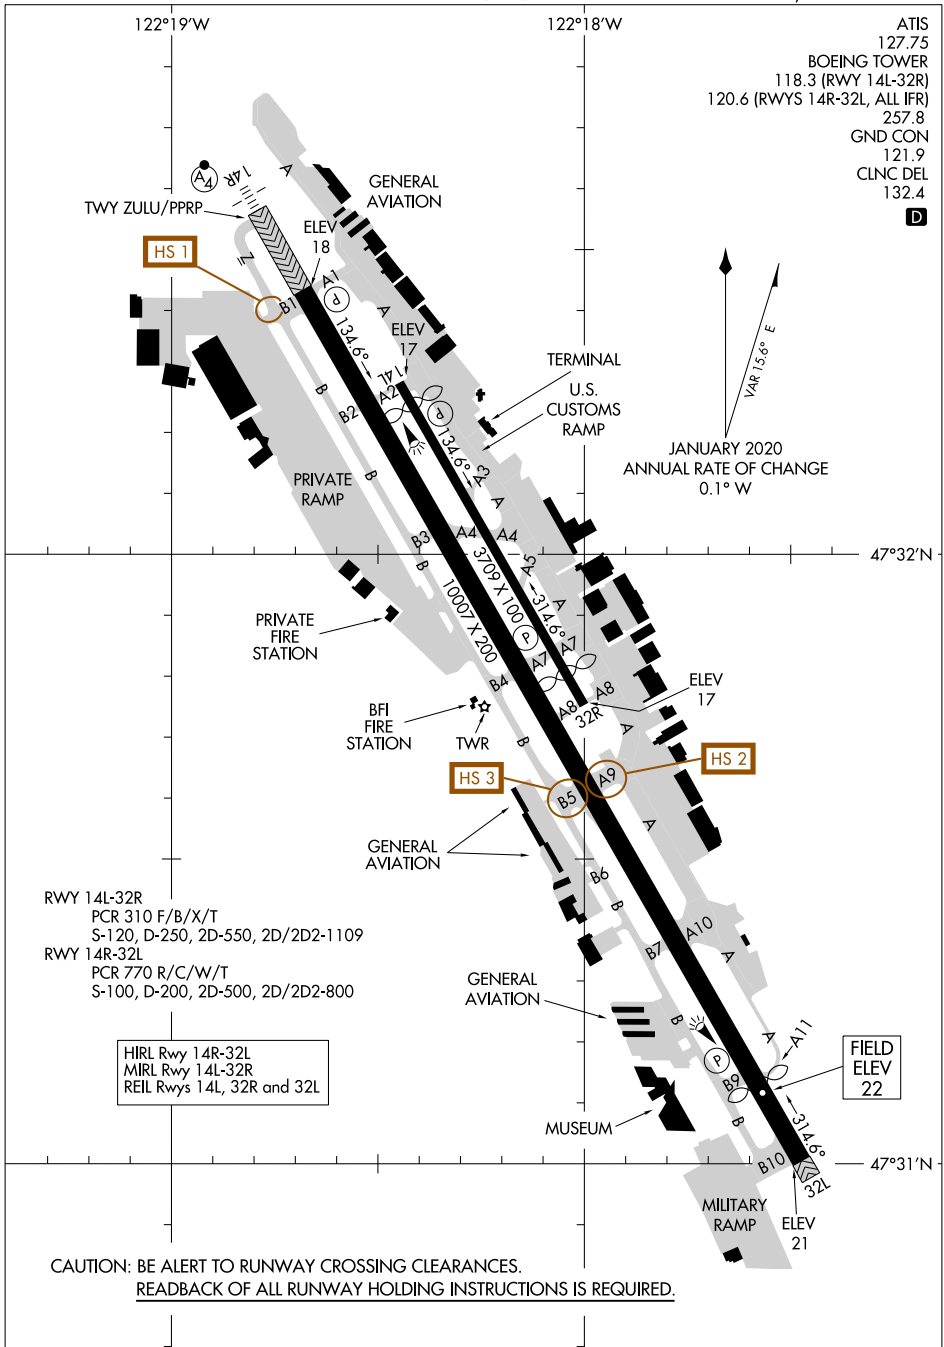 122°19'W
122°18'W
ATIS
127.75
BOEING TOWER
118.3 (RWY 14L-32R)
120.6 (RWYS 14R-32L, ALL IFR)
257.8
GND CON
121.9
CLNC DEL
132.4
D
A4
14R
A
GENERAL
AVIATION
TWY ZULU/PPRP
ELEV
18
HS 1
Z
B1
A1
P
A
134.6°
ELEV
17
14L
TERMINAL
U.S.
CUSTOMS
RAMP
VAR 15.6° E
JANUARY 2020
ANNUAL RATE OF CHANGE
0.1° W
B
B2
A2
P
134.6°
A3
A
PRIVATE
RAMP
B
B3
A4
A4
47°32'N
B
3709 X 100
A5
A
314.6°
10007 X 200
P
A7
A7
PRIVATE
FIRE
STATION
B4
A8
A8
32R
ELEV
17
BFI
FIRE
STATION
TWR
B
A
HS 3
B5
A9
HS 2
GENERAL
AVIATION
A
B6
B
RWY 14L-32R
PCR 310 F/B/X/T
S-120, D-250, 2D-550, 2D/2D2-1109
RWY 14R-32L
PCR 770 R/C/W/T
S-100, D-200, 2D-500, 2D/2D2-800
B7
A10
A
GENERAL
AVIATION
B
A
A11
HIRL Rwy 14R-32L
MIRL Rwy 14L-32R
REIL Rwys 14L, 32R and 32L
P
B9
FIELD
ELEV
22
MUSEUM
B
314.6°
B10
47°31'N
32L
MILITARY
RAMP
ELEV
21
CAUTION: BE ALERT TO RUNWAY CROSSING CLEARANCES.
READBACK OF ALL RUNWAY HOLDING INSTRUCTIONS IS REQUIRED.